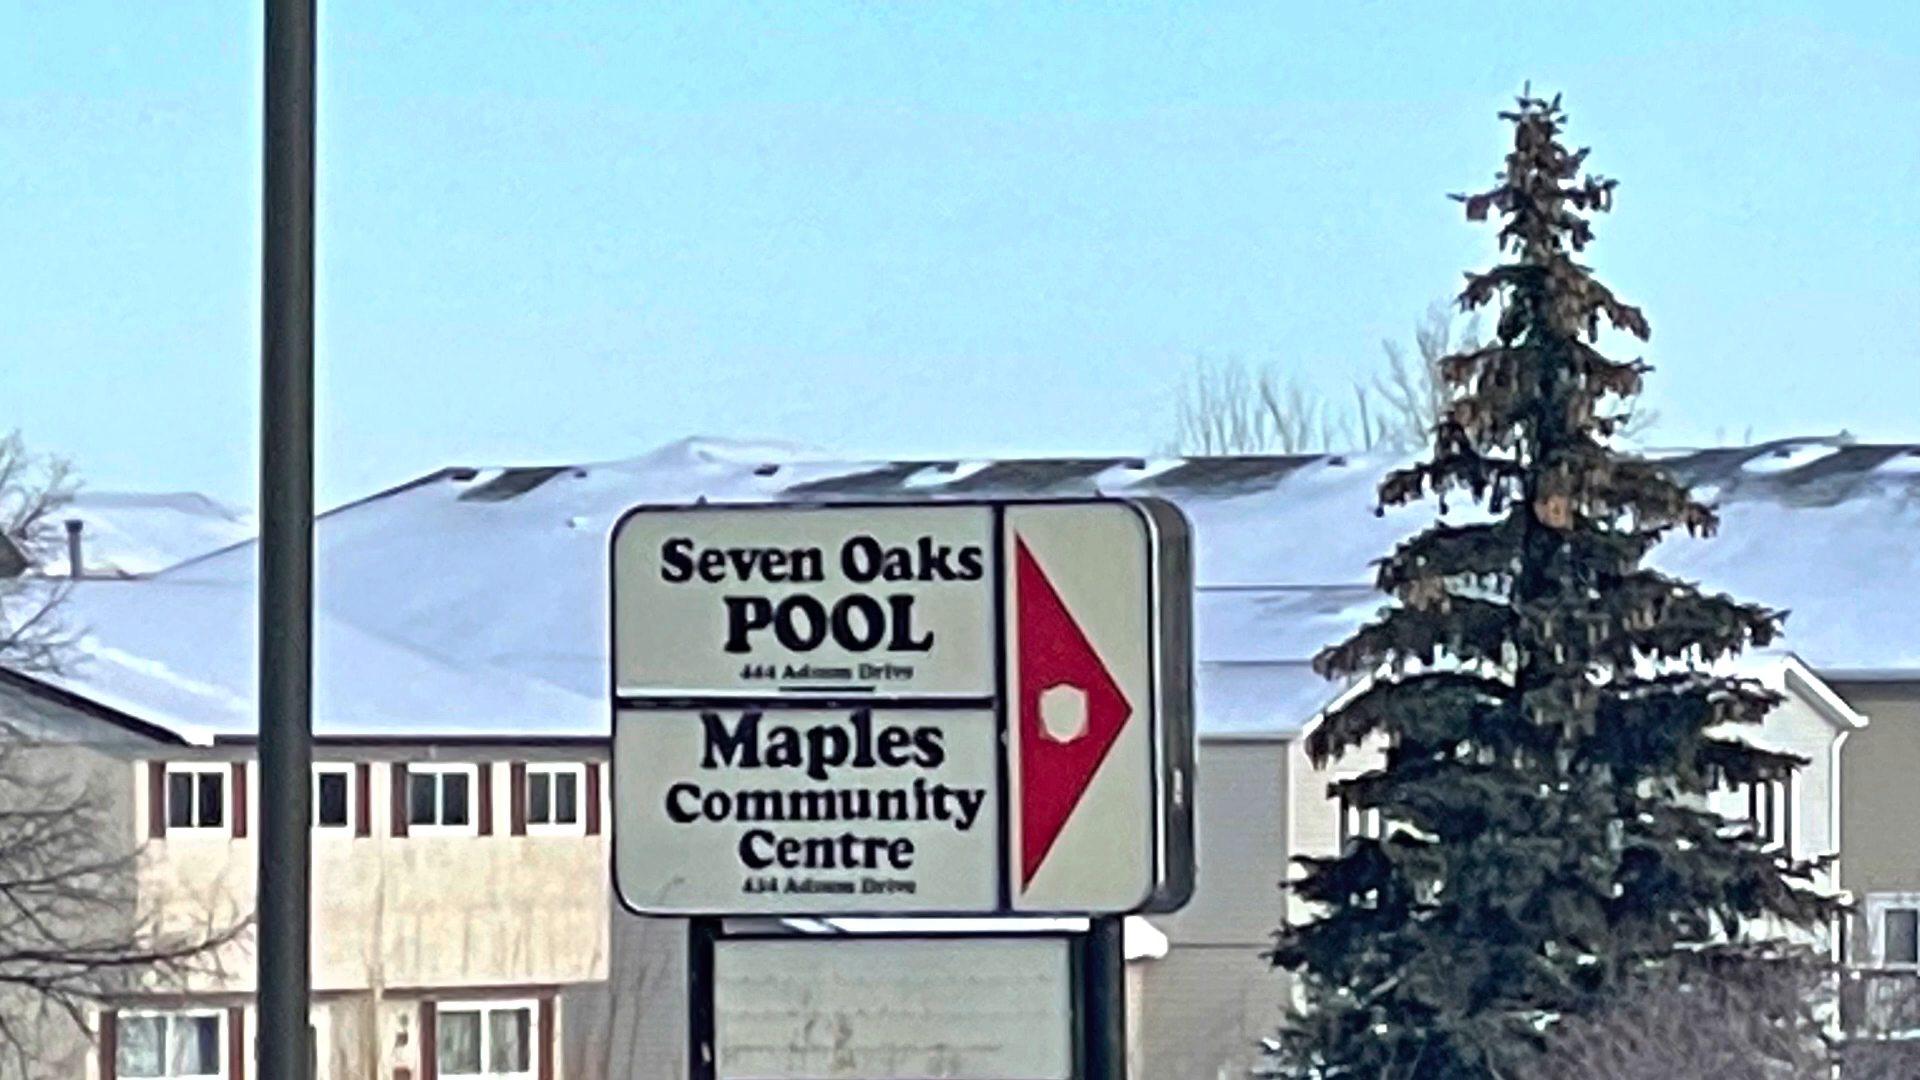 Seven Oaks
POOL
444 Adsum Drive
Maples
Community
Centre
434 Adsum Drive